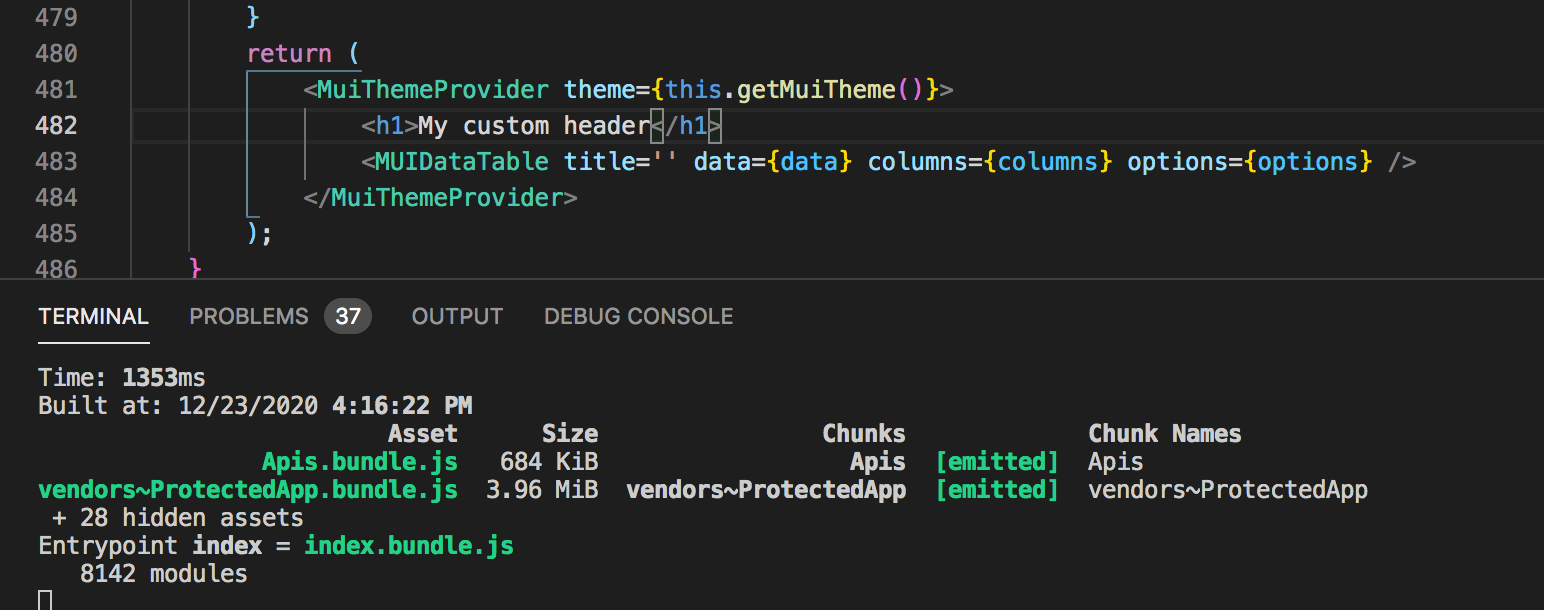 479 }
480 return (
481 <MuiThemeProvider theme={this.getMuiTheme()}>
482 <h1>My custom header</h1>
483 <MUIDataTable title='' data={data} columns={columns} options={options} />
484 </MuiThemeProvider>
485 );
486 }
TERMINAL PROBLEMS 37 OUTPUT DEBUG CONSOLE
Time: 1353ms
Built at: 12/23/2020 4:16:22 PM
Asset Size Chunks Chunk Names
Apis.bundle.js 684 KiB Apis [emitted] Apis
vendors~ProtectedApp.bundle.js 3.96 MiB vendors~ProtectedApp [emitted] vendors~ProtectedApp
+ 28 hidden assets
Entrypoint index = index.bundle.js
8142 modules